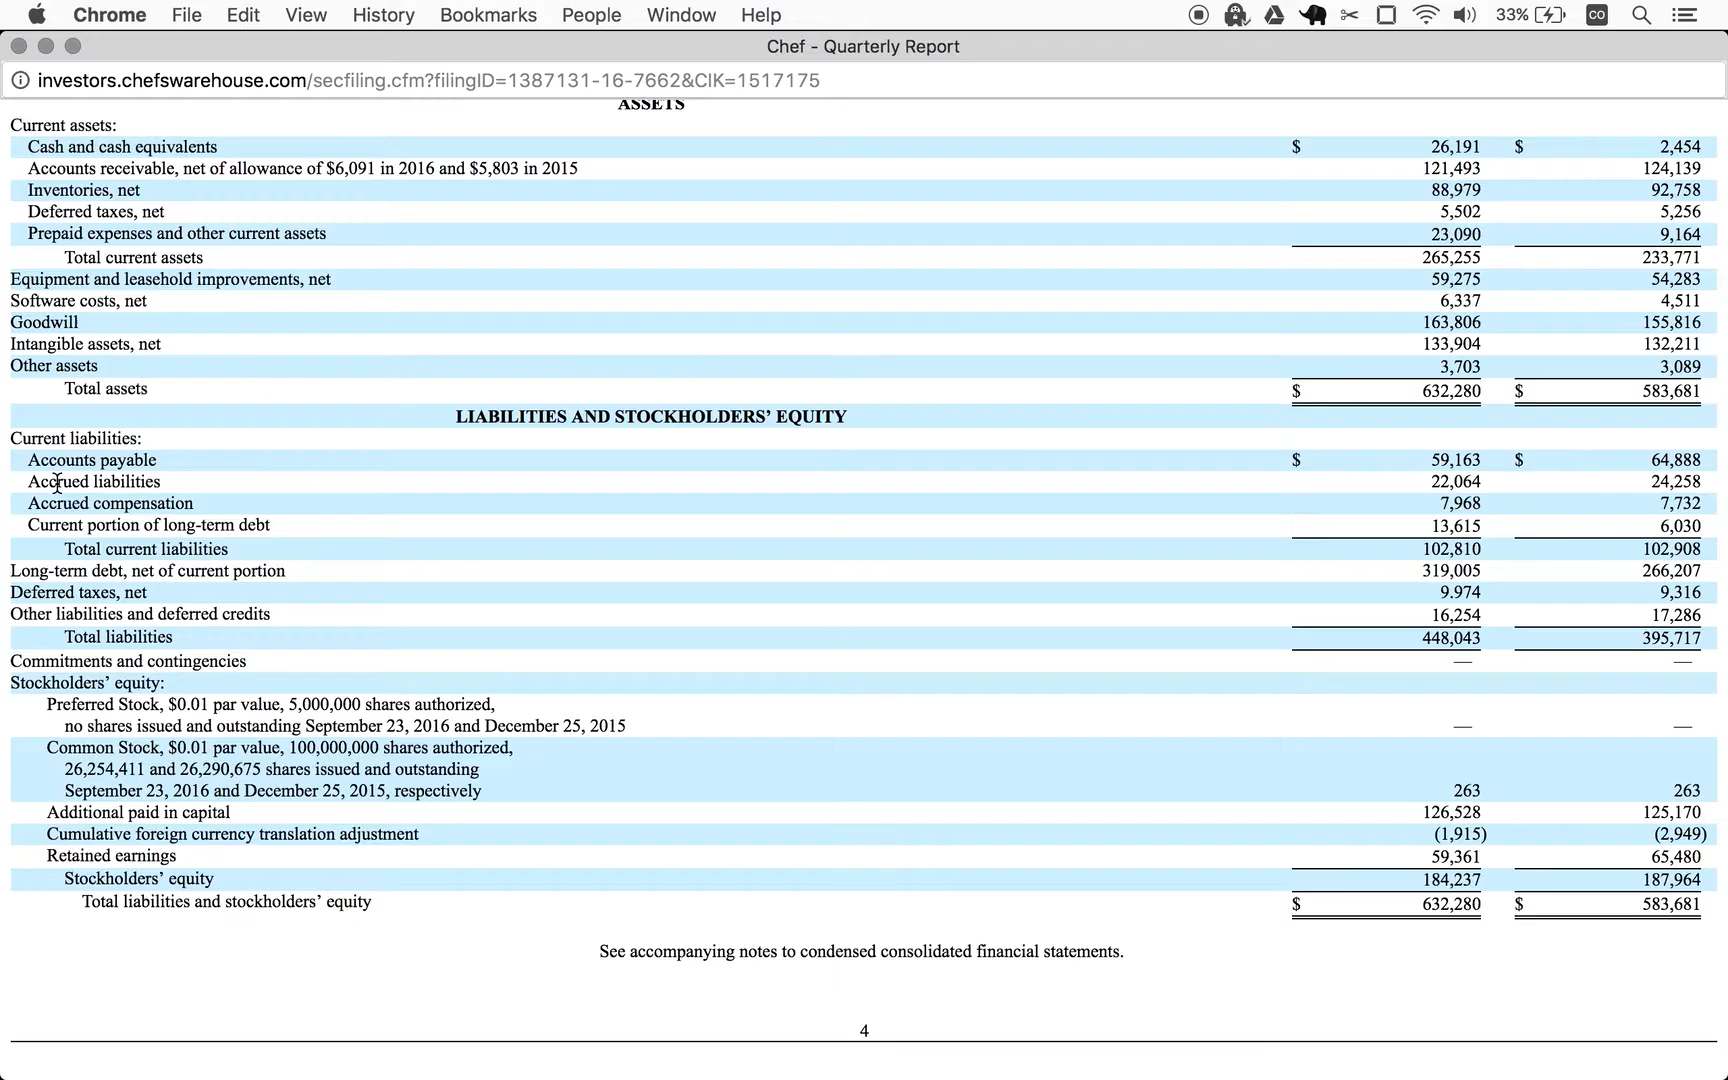 Chrome File Edit View History Bookmarks People Window Help 33% CO
Chef - Quarterly Report
investors.chefswarehouse.com/secfiling.cfm?filingID=1387131-16-7662&CIK=1517175
ASSETS
Current assets:
Cash and cash equivalents $ 26,191 $ 2,454
Accounts receivable, net of allowance of $6,091 in 2016 and $5,803 in 2015 121,493 124,139
Inventories, net 88,979 92,758
Deferred taxes, net 5,502 5,256
Prepaid expenses and other current assets 23,090 9,164
Total current assets 265,255 233,771
Equipment and leasehold improvements, net 59,275 54,283
Software costs, net 6,337 4,511
Goodwill 163,806 155,816
Intangible assets, net 133,904 132,211
Other assets 3,703 3,089
Total assets $ 632,280 $ 583,681
LIABILITIES AND STOCKHOLDERS’ EQUITY
Current liabilities:
Accounts payable $ 59,163 $ 64,888
Accrued liabilities 22,064 24,258
Accrued compensation 7,968 7,732
Current portion of long-term debt 13,615 6,030
Total current liabilities 102,810 102,908
Long-term debt, net of current portion 319,005 266,207
Deferred taxes, net 9.974 9,316
Other liabilities and deferred credits 16,254 17,286
Total liabilities 448,043 395,717
Commitments and contingencies — —
Stockholders’ equity:
Preferred Stock, $0.01 par value, 5,000,000 shares authorized,
no shares issued and outstanding September 23, 2016 and December 25, 2015 — —
Common Stock, $0.01 par value, 100,000,000 shares authorized,
26,254,411 and 26,290,675 shares issued and outstanding
September 23, 2016 and December 25, 2015, respectively 263 263
Additional paid in capital 126,528 125,170
Cumulative foreign currency translation adjustment (1,915) (2,949)
Retained earnings 59,361 65,480
Stockholders’ equity 184,237 187,964
Total liabilities and stockholders’ equity $ 632,280 $ 583,681
See accompanying notes to condensed consolidated financial statements.
4